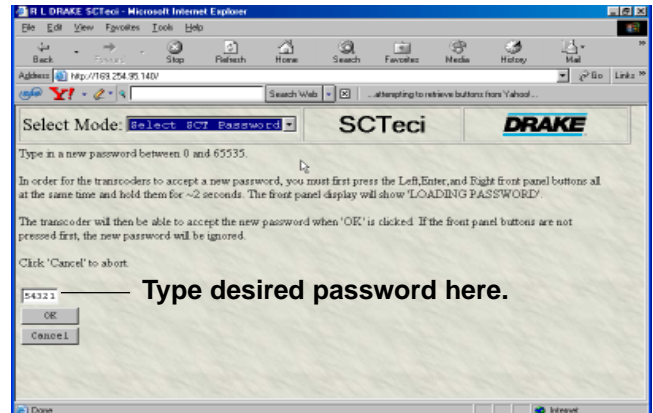 R L DRAKE SCTeci - Microsoft Internet Explorer
File Edit View Favorites Tools Help
Back Forward Stop Refresh Home Search Favorites Media History Mail
Address http://169.254.95.140/ Go Links
Y! Search Web ...attempting to retrieve buttons from Yahoo!...
Select Mode: Select SCT Password SCTeci DRAKE
Type in a new password between 0 and 65535.
In order for the transcoders to accept a new password, you must first press the Left,Enter,and Right front panel buttons all
at the same time and hold them for ~2 seconds. The front panel display will show 'LOADING PASSWORD'.
The transcoder will then be able to accept the new password when 'OK' is clicked. If the front panel buttons are not
pressed first, the new password will be ignored.
Click 'Cancel' to abort.
54321 Type desired password here.
OK
Cancel
Done Internet